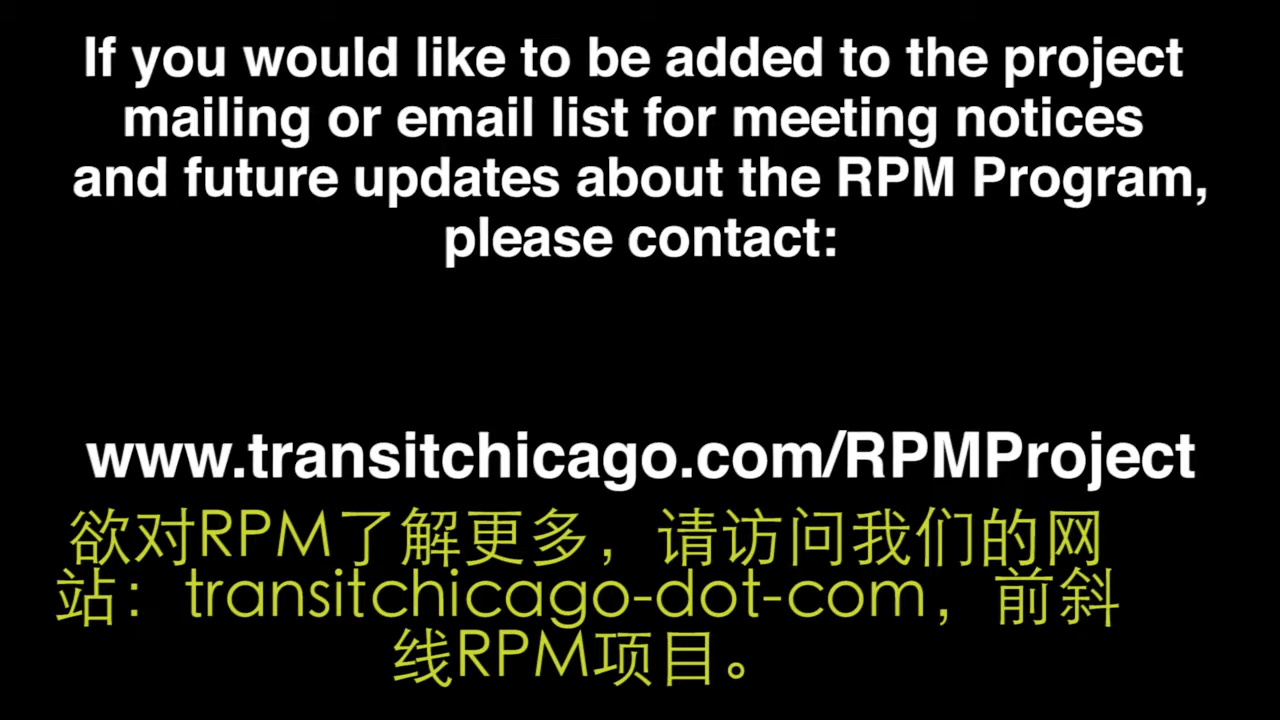 If you would like to be added to the project
mailing or email list for meeting notices
and future updates about the RPM Program,
please contact:
www.transitchicago.com/RPMProject
欲对RPM了解更多，请访问我们的网
站：transitchicago-dot-com，前斜
线RPM项目。